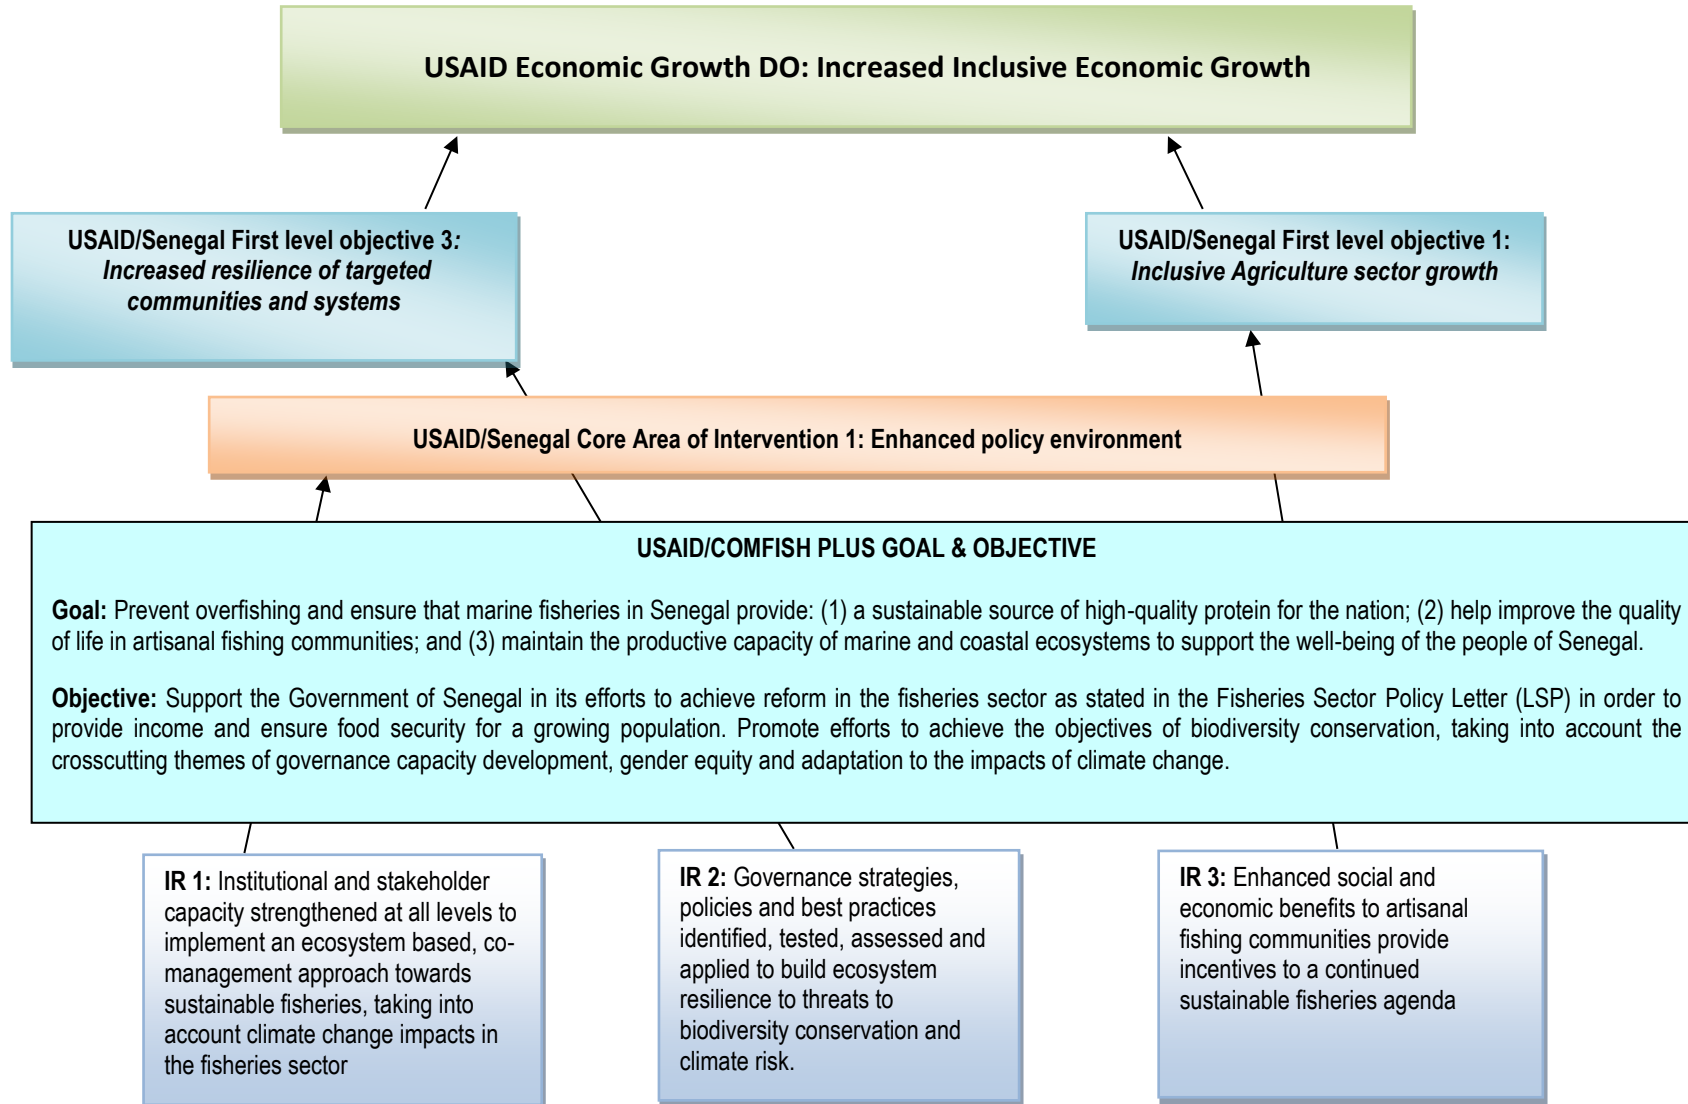 USAID Economic Growth DO: Increased Inclusive Economic Growth
USAID/Senegal First level objective 3:
Increased resilience of targeted
communities and systems
USAID/Senegal First level objective 1:
Inclusive Agriculture sector growth
USAID/Senegal Core Area of Intervention 1: Enhanced policy environment
USAID/COMFISH PLUS GOAL & OBJECTIVE
Goal: Prevent overfishing and ensure that marine fisheries in Senegal provide: (1) a sustainable source of high-quality protein for the nation; (2) help improve the quality
of life in artisanal fishing communities; and (3) maintain the productive capacity of marine and coastal ecosystems to support the well-being of the people of Senegal.
Objective: Support the Government of Senegal in its efforts to achieve reform in the fisheries sector as stated in the Fisheries Sector Policy Letter (LSP) in order to
provide income and ensure food security for a growing population. Promote efforts to achieve the objectives of biodiversity conservation, taking into account the
crosscutting themes of governance capacity development, gender equity and adaptation to the impacts of climate change.
IR 1: Institutional and stakeholder
capacity strengthened at all levels to
implement an ecosystem based, co-
management approach towards
sustainable fisheries, taking into
account climate change impacts in
the fisheries sector
IR 2: Governance strategies,
policies and best practices
identified, tested, assessed and
applied to build ecosystem
resilience to threats to
biodiversity conservation and
climate risk.
IR 3: Enhanced social and
economic benefits to artisanal
fishing communities provide
incentives to a continued
sustainable fisheries agenda